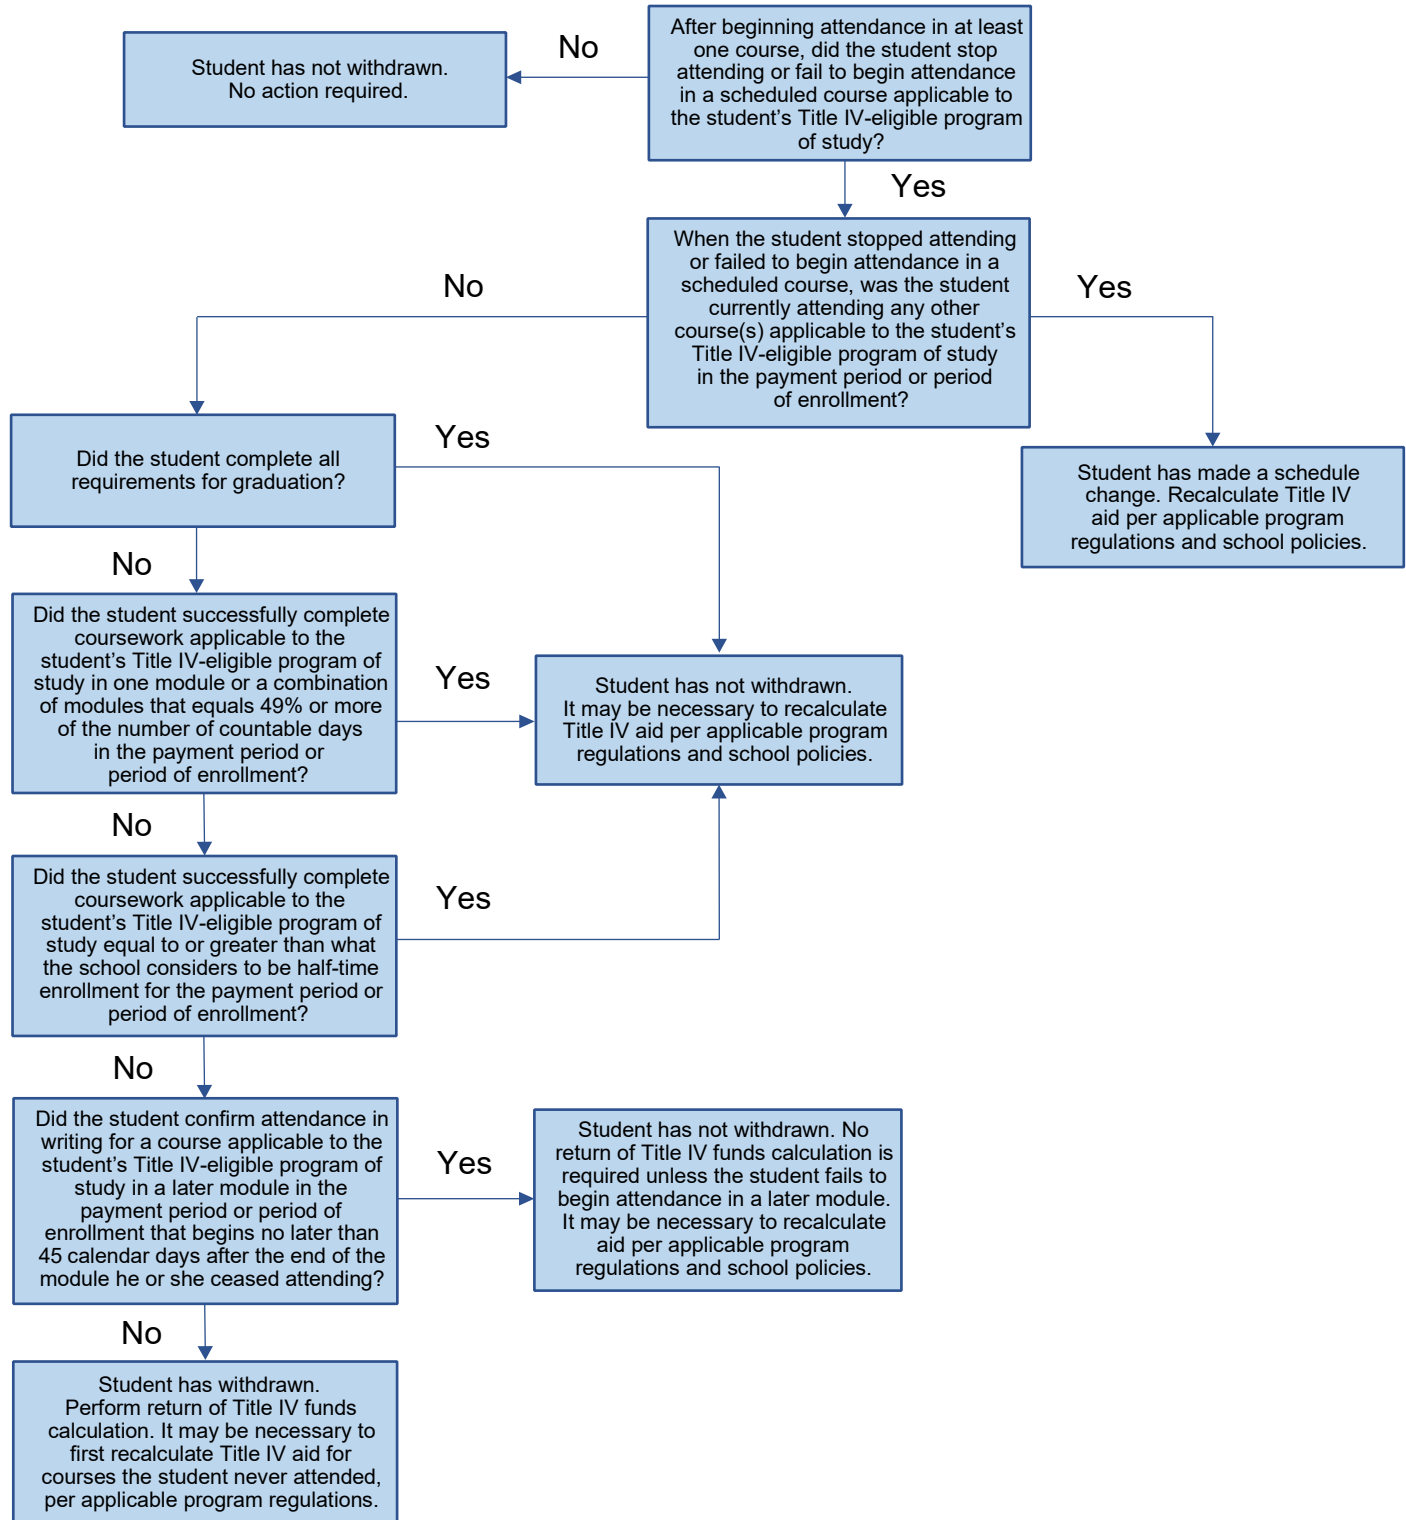 After beginning attendance in at least
one course, did the student stop
attending or fail to begin attendance
in a scheduled course applicable to
the student's Title IV-eligible program
of study?
No
Student has not withdrawn.
No action required.
Yes
When the student stopped attending
or failed to begin attendance in a
scheduled course, was the student
currently attending any other
course(s) applicable to the student's
Title IV-eligible program of study
in the payment period or period
of enrollment?
Yes
Student has made a schedule
change. Recalculate Title IV
aid per applicable program
regulations and school policies.
No
Did the student complete all
requirements for graduation?
Yes
No
Did the student successfully complete
coursework applicable to the
student's Title IV-eligible program of
study in one module or a combination
of modules that equals 49% or more
of the number of countable days
in the payment period or
period of enrollment?
Yes
Student has not withdrawn.
It may be necessary to recalculate
Title IV aid per applicable program
regulations and school policies.
No
Did the student successfully complete
coursework applicable to the
student's Title IV-eligible program of
study equal to or greater than what
the school considers to be half-time
enrollment for the payment period or
period of enrollment?
Yes
No
Did the student confirm attendance in
writing for a course applicable to the
student's Title IV-eligible program of
study in a later module in the
payment period or period of
enrollment that begins no later than
45 calendar days after the end of the
module he or she ceased attending?
Yes
Student has not withdrawn. No
return of Title IV funds calculation is
required unless the student fails to
begin attendance in a later module.
It may be necessary to recalculate
aid per applicable program
regulations and school policies.
No
Student has withdrawn.
Perform return of Title IV funds
calculation. It may be necessary to
first recalculate Title IV aid for
courses the student never attended,
per applicable program regulations.